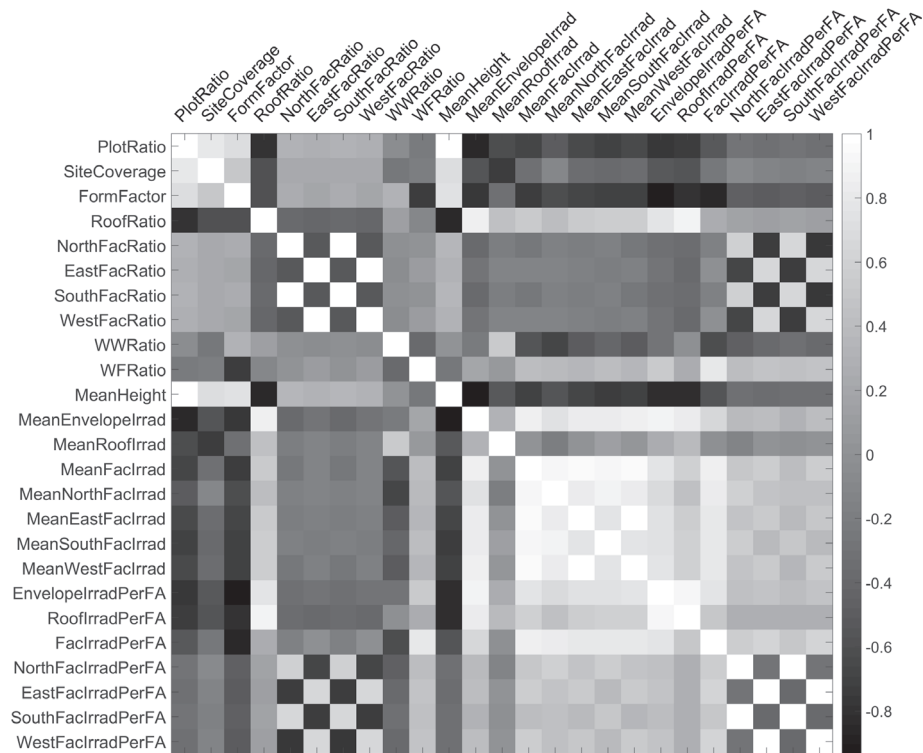 PlotRatio
SiteCoverage
FormFactor
RoofRatio
NorthFacRatio
EastFacRatio
SouthFacRatio
WestFacRatio
WWRatio
WFRatio
MeanHeight
MeanEnvelopeIrrad
MeanRoofIrrad
MeanFacIrrad
MeanNorthFacIrrad
MeanEastFacIrrad
MeanSouthFacIrrad
MeanWestFacIrrad
EnvelopeIrradPerFA
RoofIrradPerFA
FacIrradPerFA
NorthFacIrradPerFA
EastFacIrradPerFA
SouthFacIrradPerFA
WestFacIrradPerFA
PlotRatio
SiteCoverage
FormFactor
RoofRatio
NorthFacRatio
EastFacRatio
SouthFacRatio
WestFacRatio
WWRatio
WFRatio
MeanHeight
MeanEnvelopeIrrad
MeanRoofIrrad
MeanFacIrrad
MeanNorthFacIrrad
MeanEastFacIrrad
MeanSouthFacIrrad
MeanWestFacIrrad
EnvelopeIrradPerFA
RoofIrradPerFA
FacIrradPerFA
NorthFacIrradPerFA
EastFacIrradPerFA
SouthFacIrradPerFA
WestFacIrradPerFA
1
0.8
0.6
0.4
0.2
0
-0.2
-0.4
-0.6
-0.8